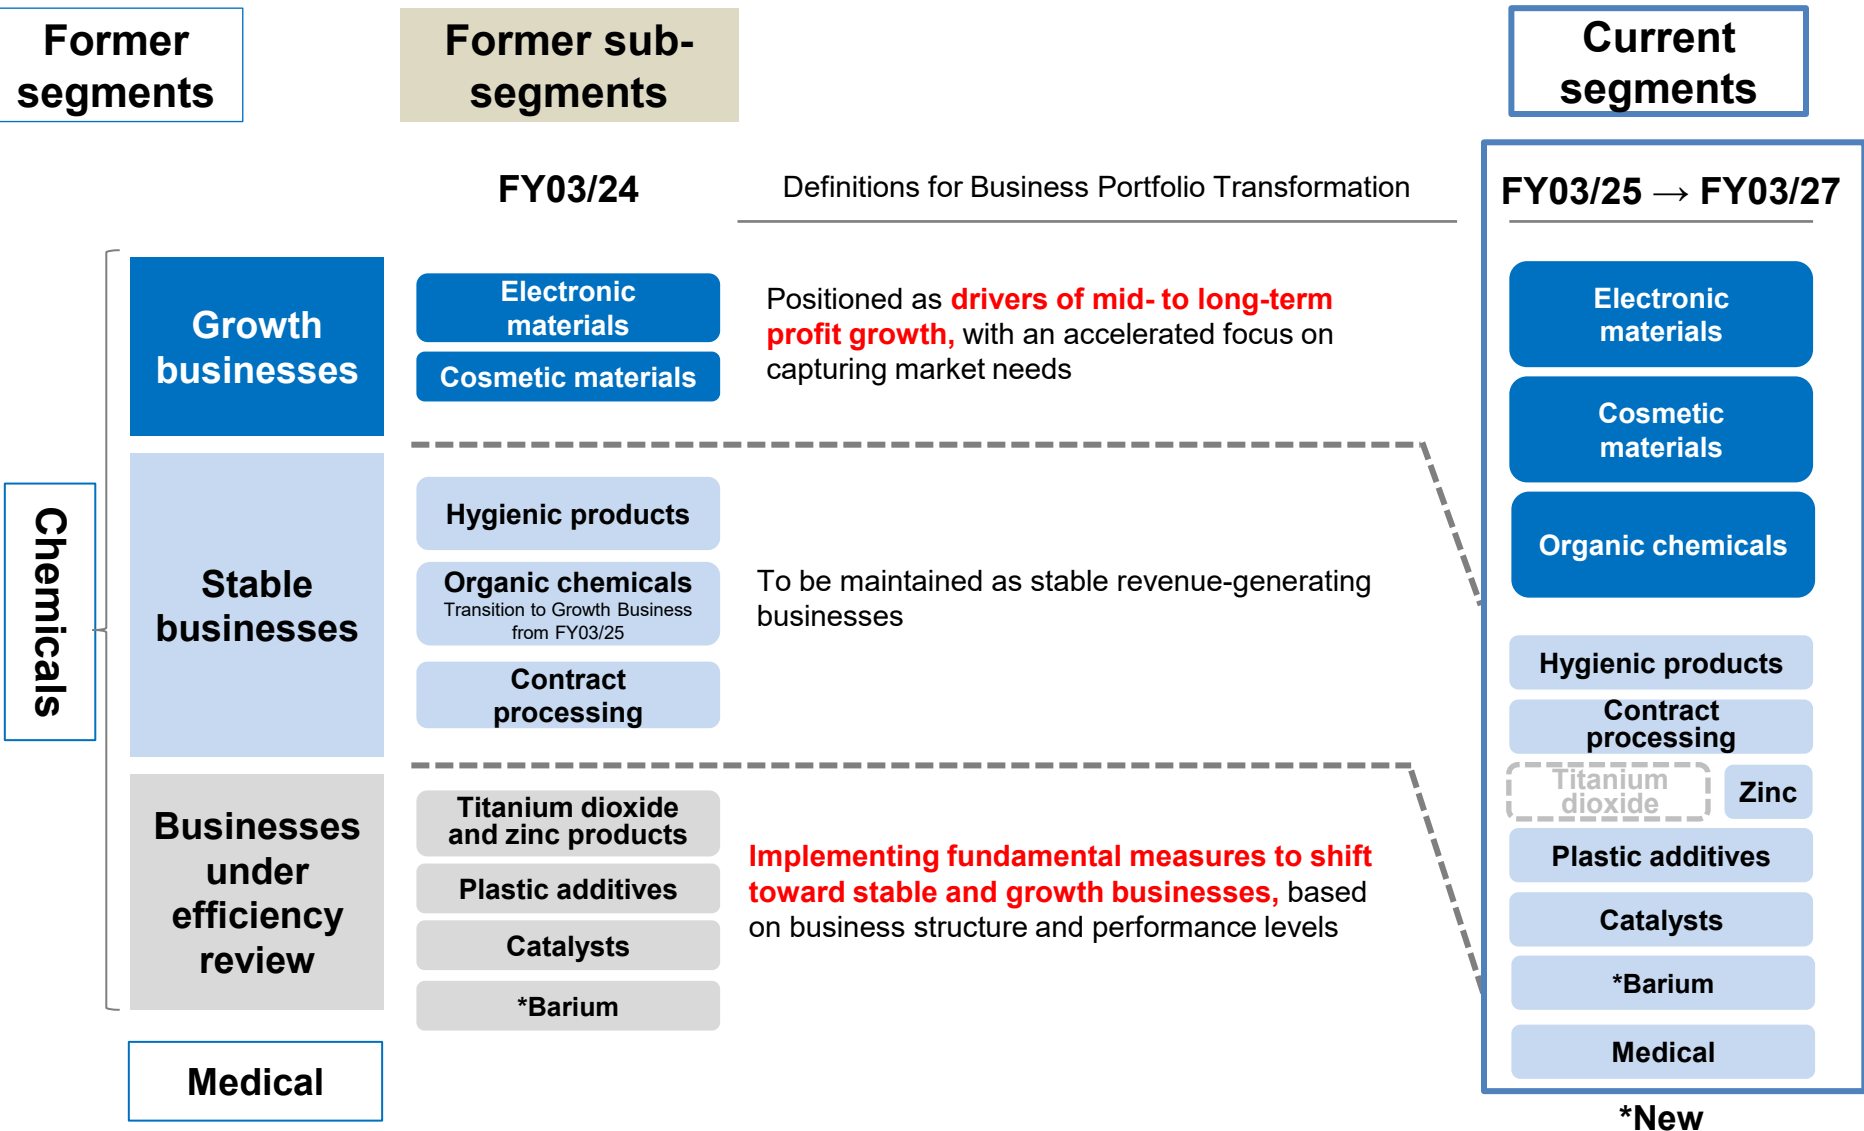 Former
segments
Former sub-
segments
Current
segments
FY03/24
Definitions for Business Portfolio Transformation
FY03/25 → FY03/27
Chemicals
Growth
businesses
Electronic
materials
Cosmetic materials
Positioned as drivers of mid- to long-term
profit growth, with an accelerated focus on
capturing market needs
Stable
businesses
Hygienic products
Organic chemicals
Transition to Growth Business
from FY03/25
Contract
processing
To be maintained as stable revenue-generating
businesses
Businesses
under
efficiency
review
Titanium dioxide
and zinc products
Plastic additives
Catalysts
*Barium
Implementing fundamental measures to shift
toward stable and growth businesses, based
on business structure and performance levels
Medical
Electronic
materials
Cosmetic
materials
Organic chemicals
Hygienic products
Contract
processing
Titanium
dioxide
Zinc
Plastic additives
Catalysts
*Barium
Medical
*New